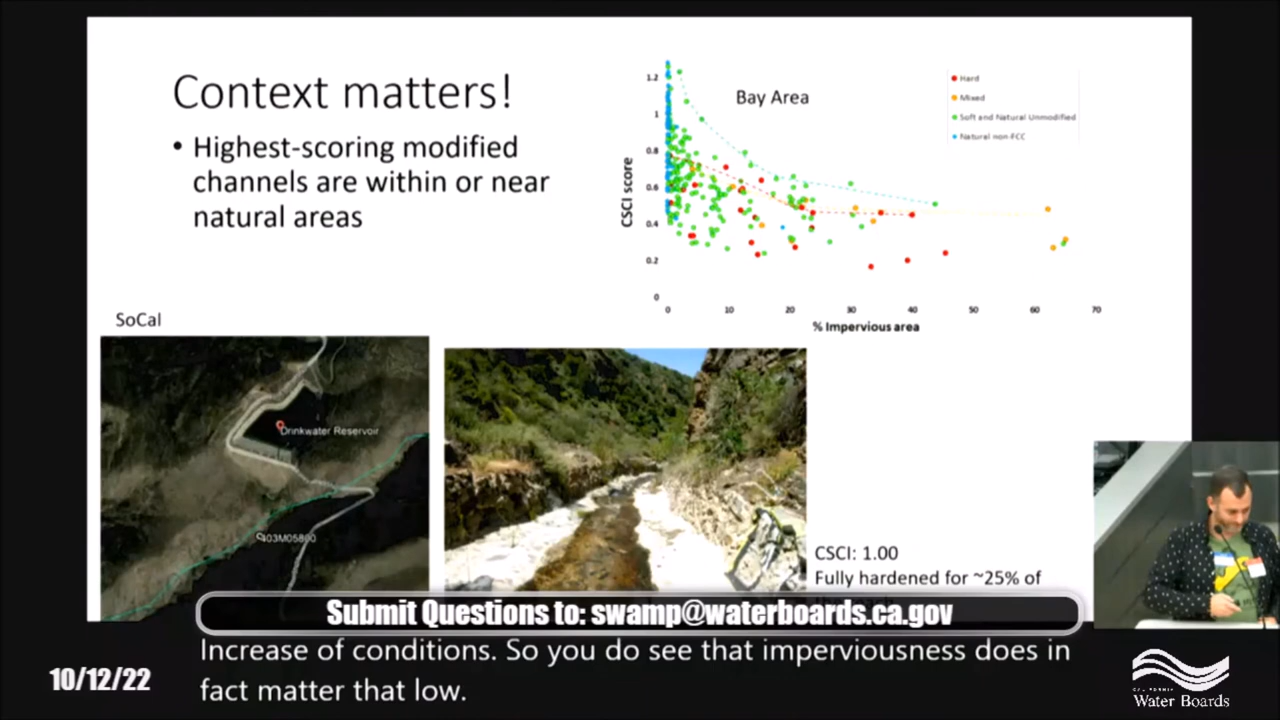 Context matters!
• Highest-scoring modified
channels are within or near
natural areas
Bay Area
Hard
Mixed
Soft and Natural Unmodified
Natural non-FCC
CSCI score
1.2
1
0.8
0.6
0.4
0.2
0
0 10 20 30 40 50 60 70
% Impervious area
SoCal
Drinkwater Reservoir
403M05800
CSCI: 1.00
Fully hardened for ~25% of
Submit Questions to: swamp@waterboards.ca.gov
Increase of conditions. So you do see that imperviousness does in
fact matter that low.
10/12/22
CALIFORNIA
Water Boards